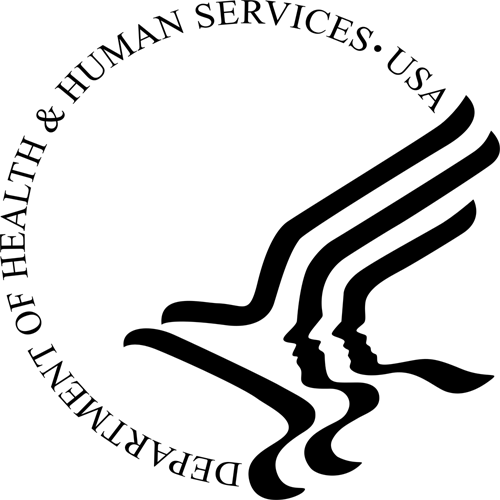 DEPARTMENT OF HEALTH & HUMAN SERVICES • USA